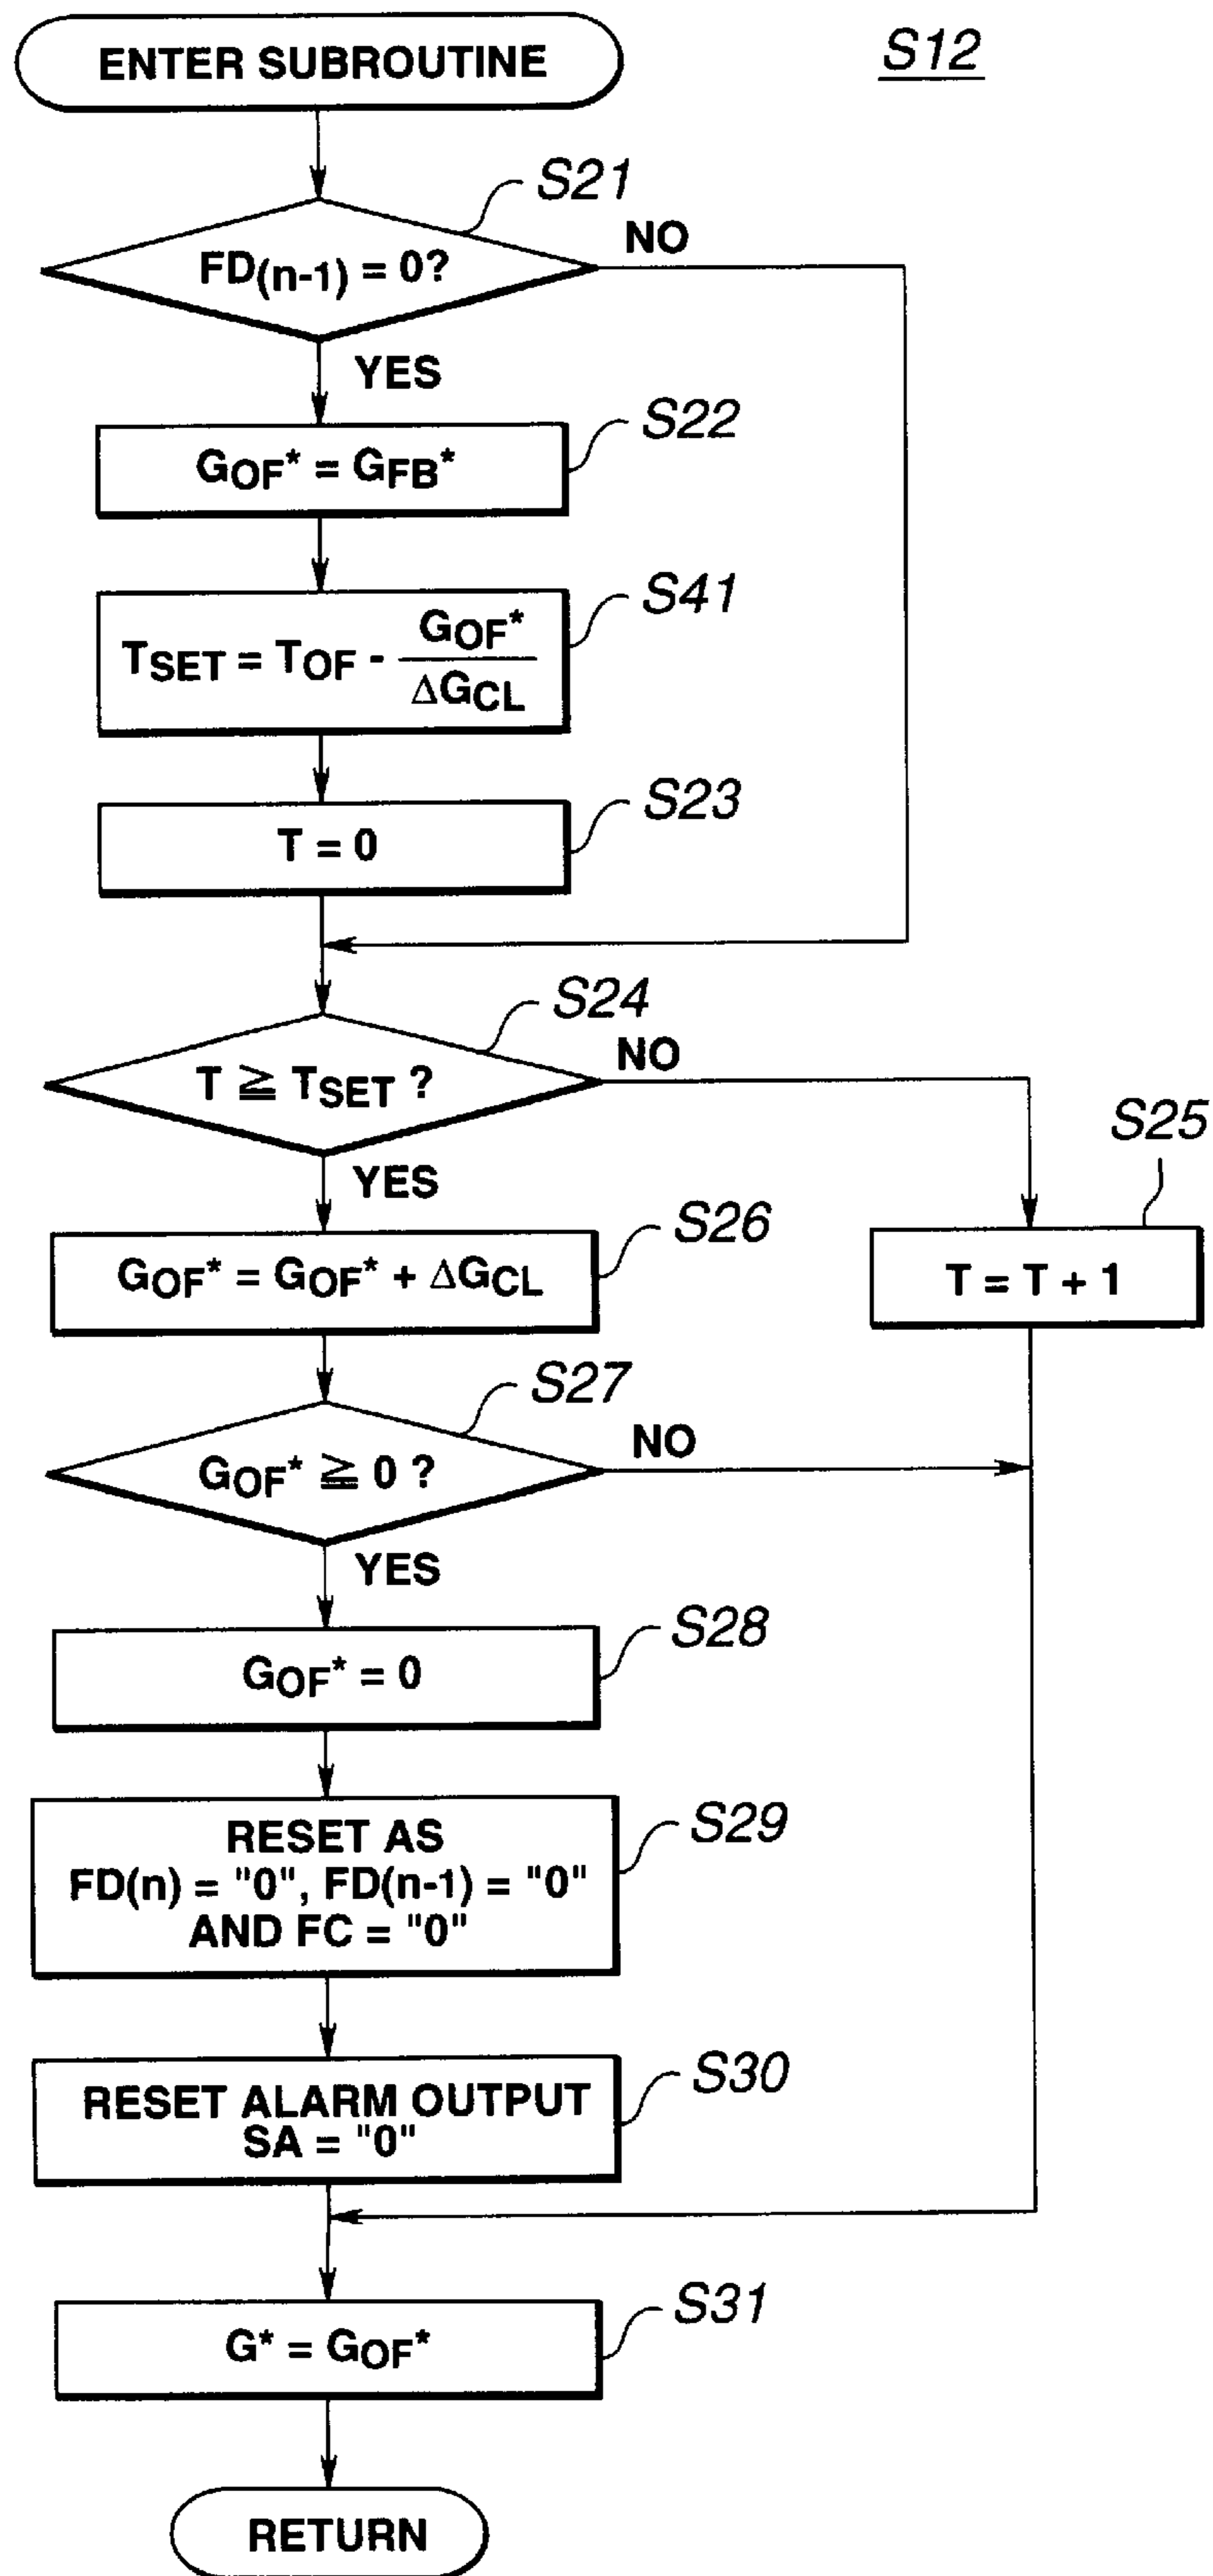 S12
ENTER SUBROUTINE
S21
FD(n-1) = 0?
NO
YES
S22
GOF* = GFB*
S41
TSET = TOF - GOF*
ΔGCL
S23
T = 0
S24
T ≧ TSET ?
NO
YES
S25
T = T + 1
S26
GOF* = GOF* + ΔGCL
S27
GOF* ≧ 0 ?
NO
YES
S28
GOF* = 0
S29
RESET AS
FD(n) = "0", FD(n-1) = "0"
AND FC = "0"
S30
RESET ALARM OUTPUT
SA = "0"
S31
G* = GOF*
RETURN